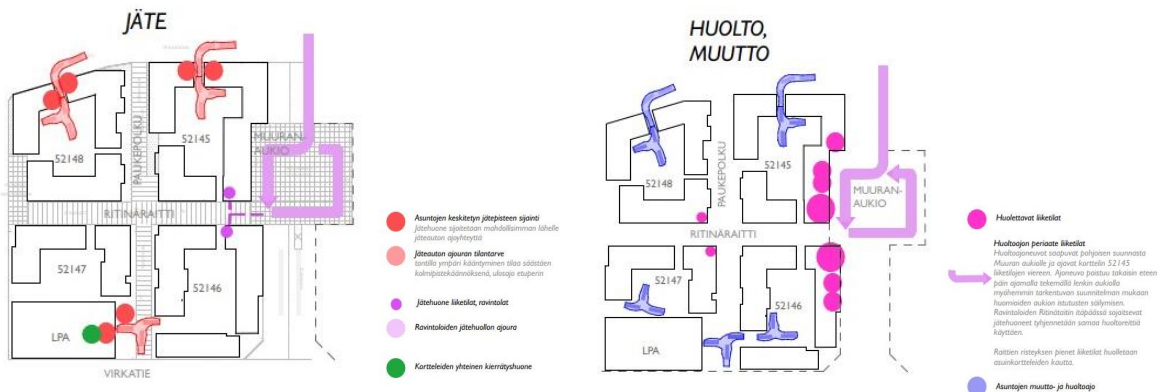 JÄTE
MUURAN-
AUKIO
52145
52148
PAUKEPOLKU
RITINÄRAITTI
52147
52146
LPA
VIRKATIE
Asuntojen keskitetyn jätepisteen sijainti
Jätehuone sijoitetaan mahdollisimman lähelle
jäteauton ajoyhteyttä
Jäteauton ajouran tilantarve
tontilla ympäri kääntyminen tilaa säästäen
kolmipistekäännöksenä, ulosajo etuperin
Jätehuone liiketilat, ravintolat
Ravintoloiden jätehuollon ajoura
Kortteleiden yhteinen kierrätyshuone
HUOLTO,
MUUTTO
52145
52148
PAUKEPOLKU
MUURAN-
AUKIO
RITINÄRAITTI
52147
52146
LPA
Huollettavat liiketilat
Huoltoajon periaate liiketilat
Huoltoajoneuvot saapuvat pohjoisen suunnasta
Muuran aukiolle ja ajavat korttelin 52145
liiketilojen viereen. Ajoneuvo poistuu takaisin eteen
päin ajamalla tekemällä lenkin aukiolla
myöhemmin tarkentuvan suunnitelman mukaan
huomioiden aukion istutusten säilymisen.
Ravintoloiden Ritinäraitin itäpäässä sijaitsevat
jätehuoneet tyhjennetään samaa huoltoreittiä
käyttäen.
Raittien risteyksen pienet liiketilat huolletaan
asuinkortteleiden kautta.
Asuntojen muutto- ja huoltoajo